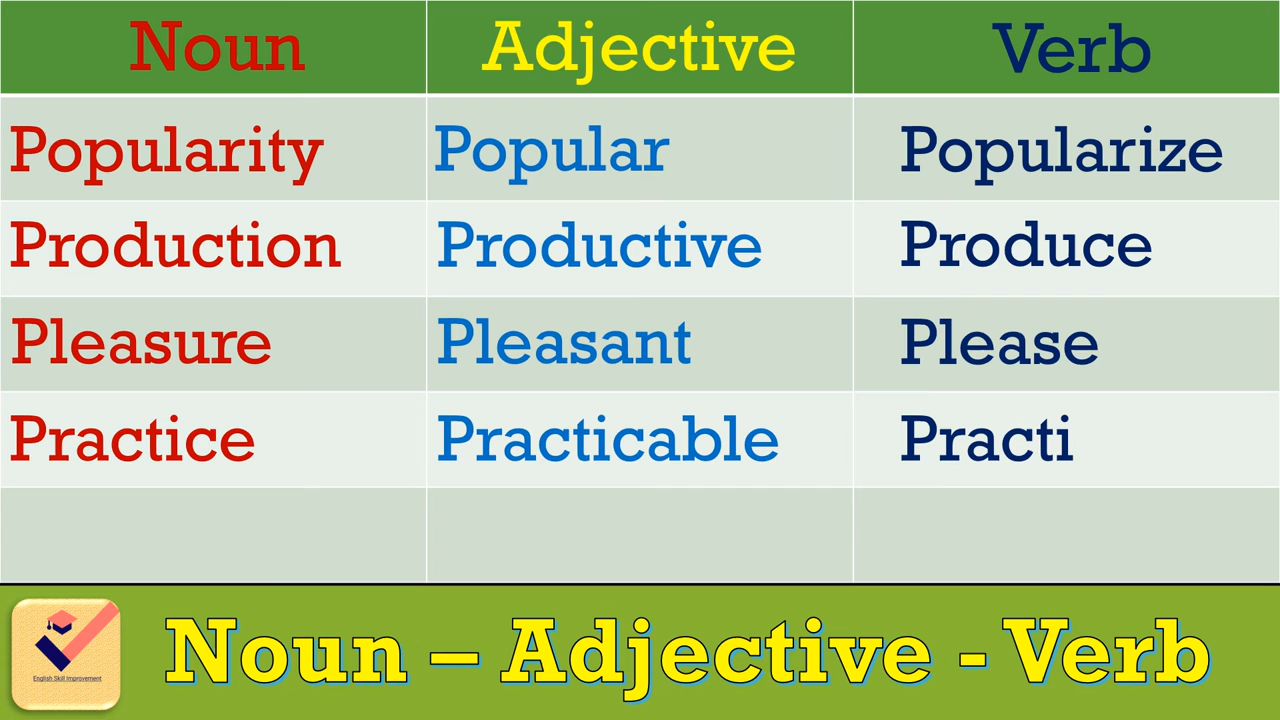 Noun Adjective Verb
Popularity Popular Popularize
Production Productive Produce
Pleasure Pleasant Please
Practice Practicable Practi
English Skill Improvement
Noun – Adjective - Verb